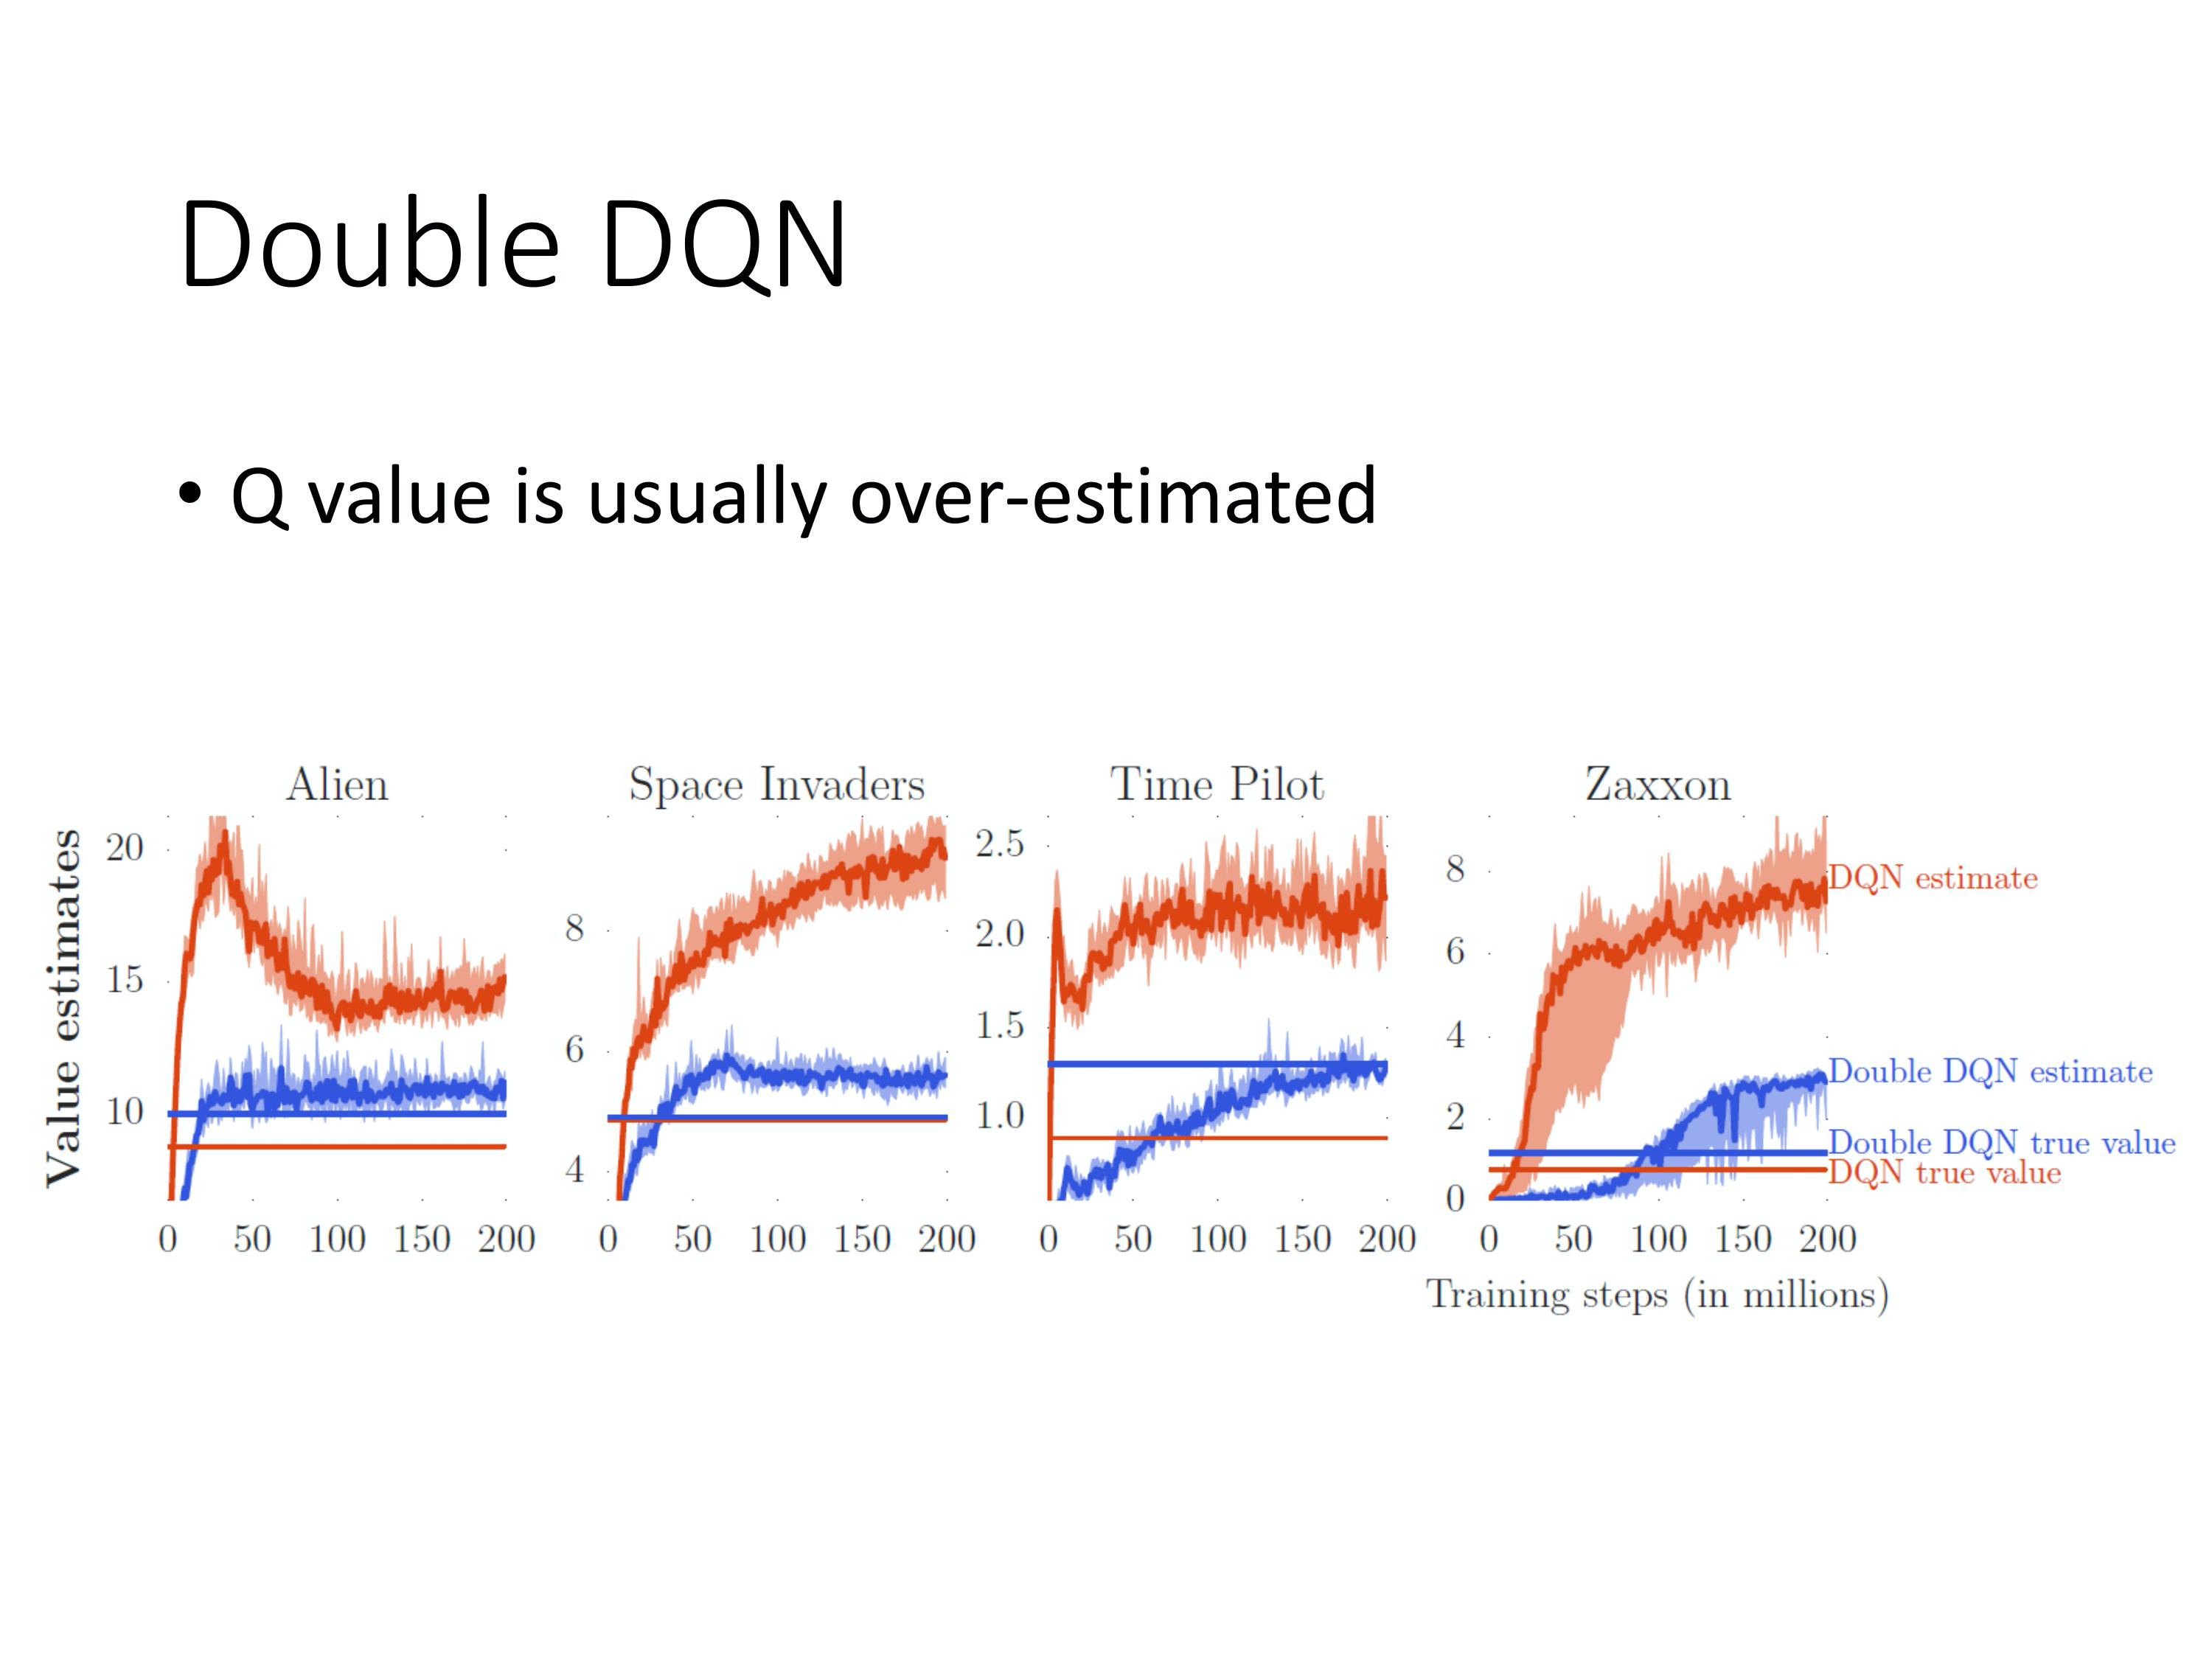 Double DQN
• Q value is usually over-estimated
Alien
Space Invaders
Time Pilot
Zaxxon
Value estimates
20
15
10
0 50 100 150 200
8
6
4
0 50 100 150 200
2.5
2.0
1.5
1.0
0 50 100 150 200
8
6
4
2
0
0 50 100 150 200
DQN estimate
Double DQN estimate
Double DQN true value
DQN true value
Training steps (in millions)